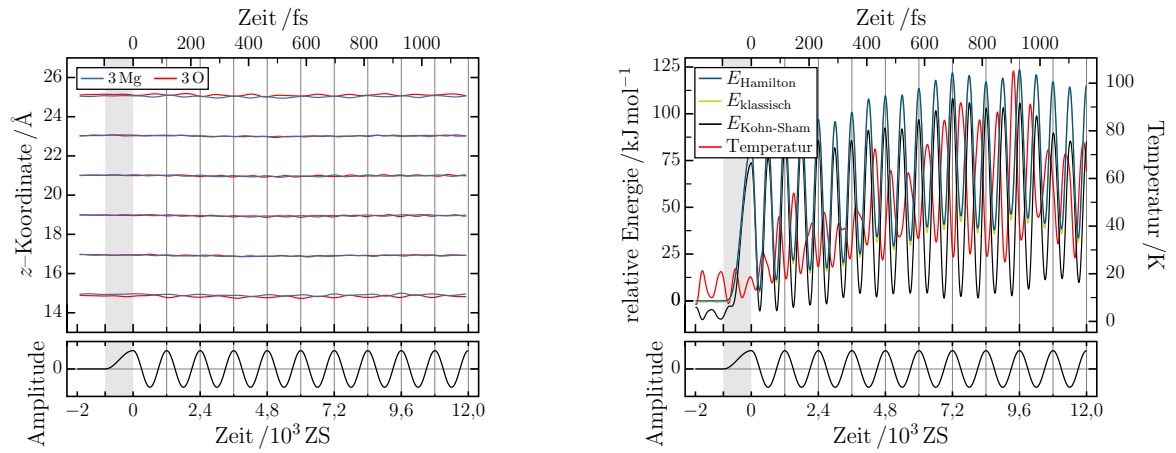 Zeit /fs
0 200 400 600 800 1000
z–Koordinate / Å
26
24
22
20
18
16
14
3 Mg 3 O
Amplitude
0
−2 0 2,4 4,8 7,2 9,6 12,0
Zeit /10³ ZS
Zeit /fs
0 200 400 600 800 1000
relative Energie / kJ mol⁻¹
125
100
75
50
25
0
E_Hamilton
E_klassisch
E_Kohn-Sham
Temperatur
Temperatur /K
100
80
60
40
20
0
Amplitude
0
−2 0 2,4 4,8 7,2 9,6 12,0
Zeit /10³ ZS